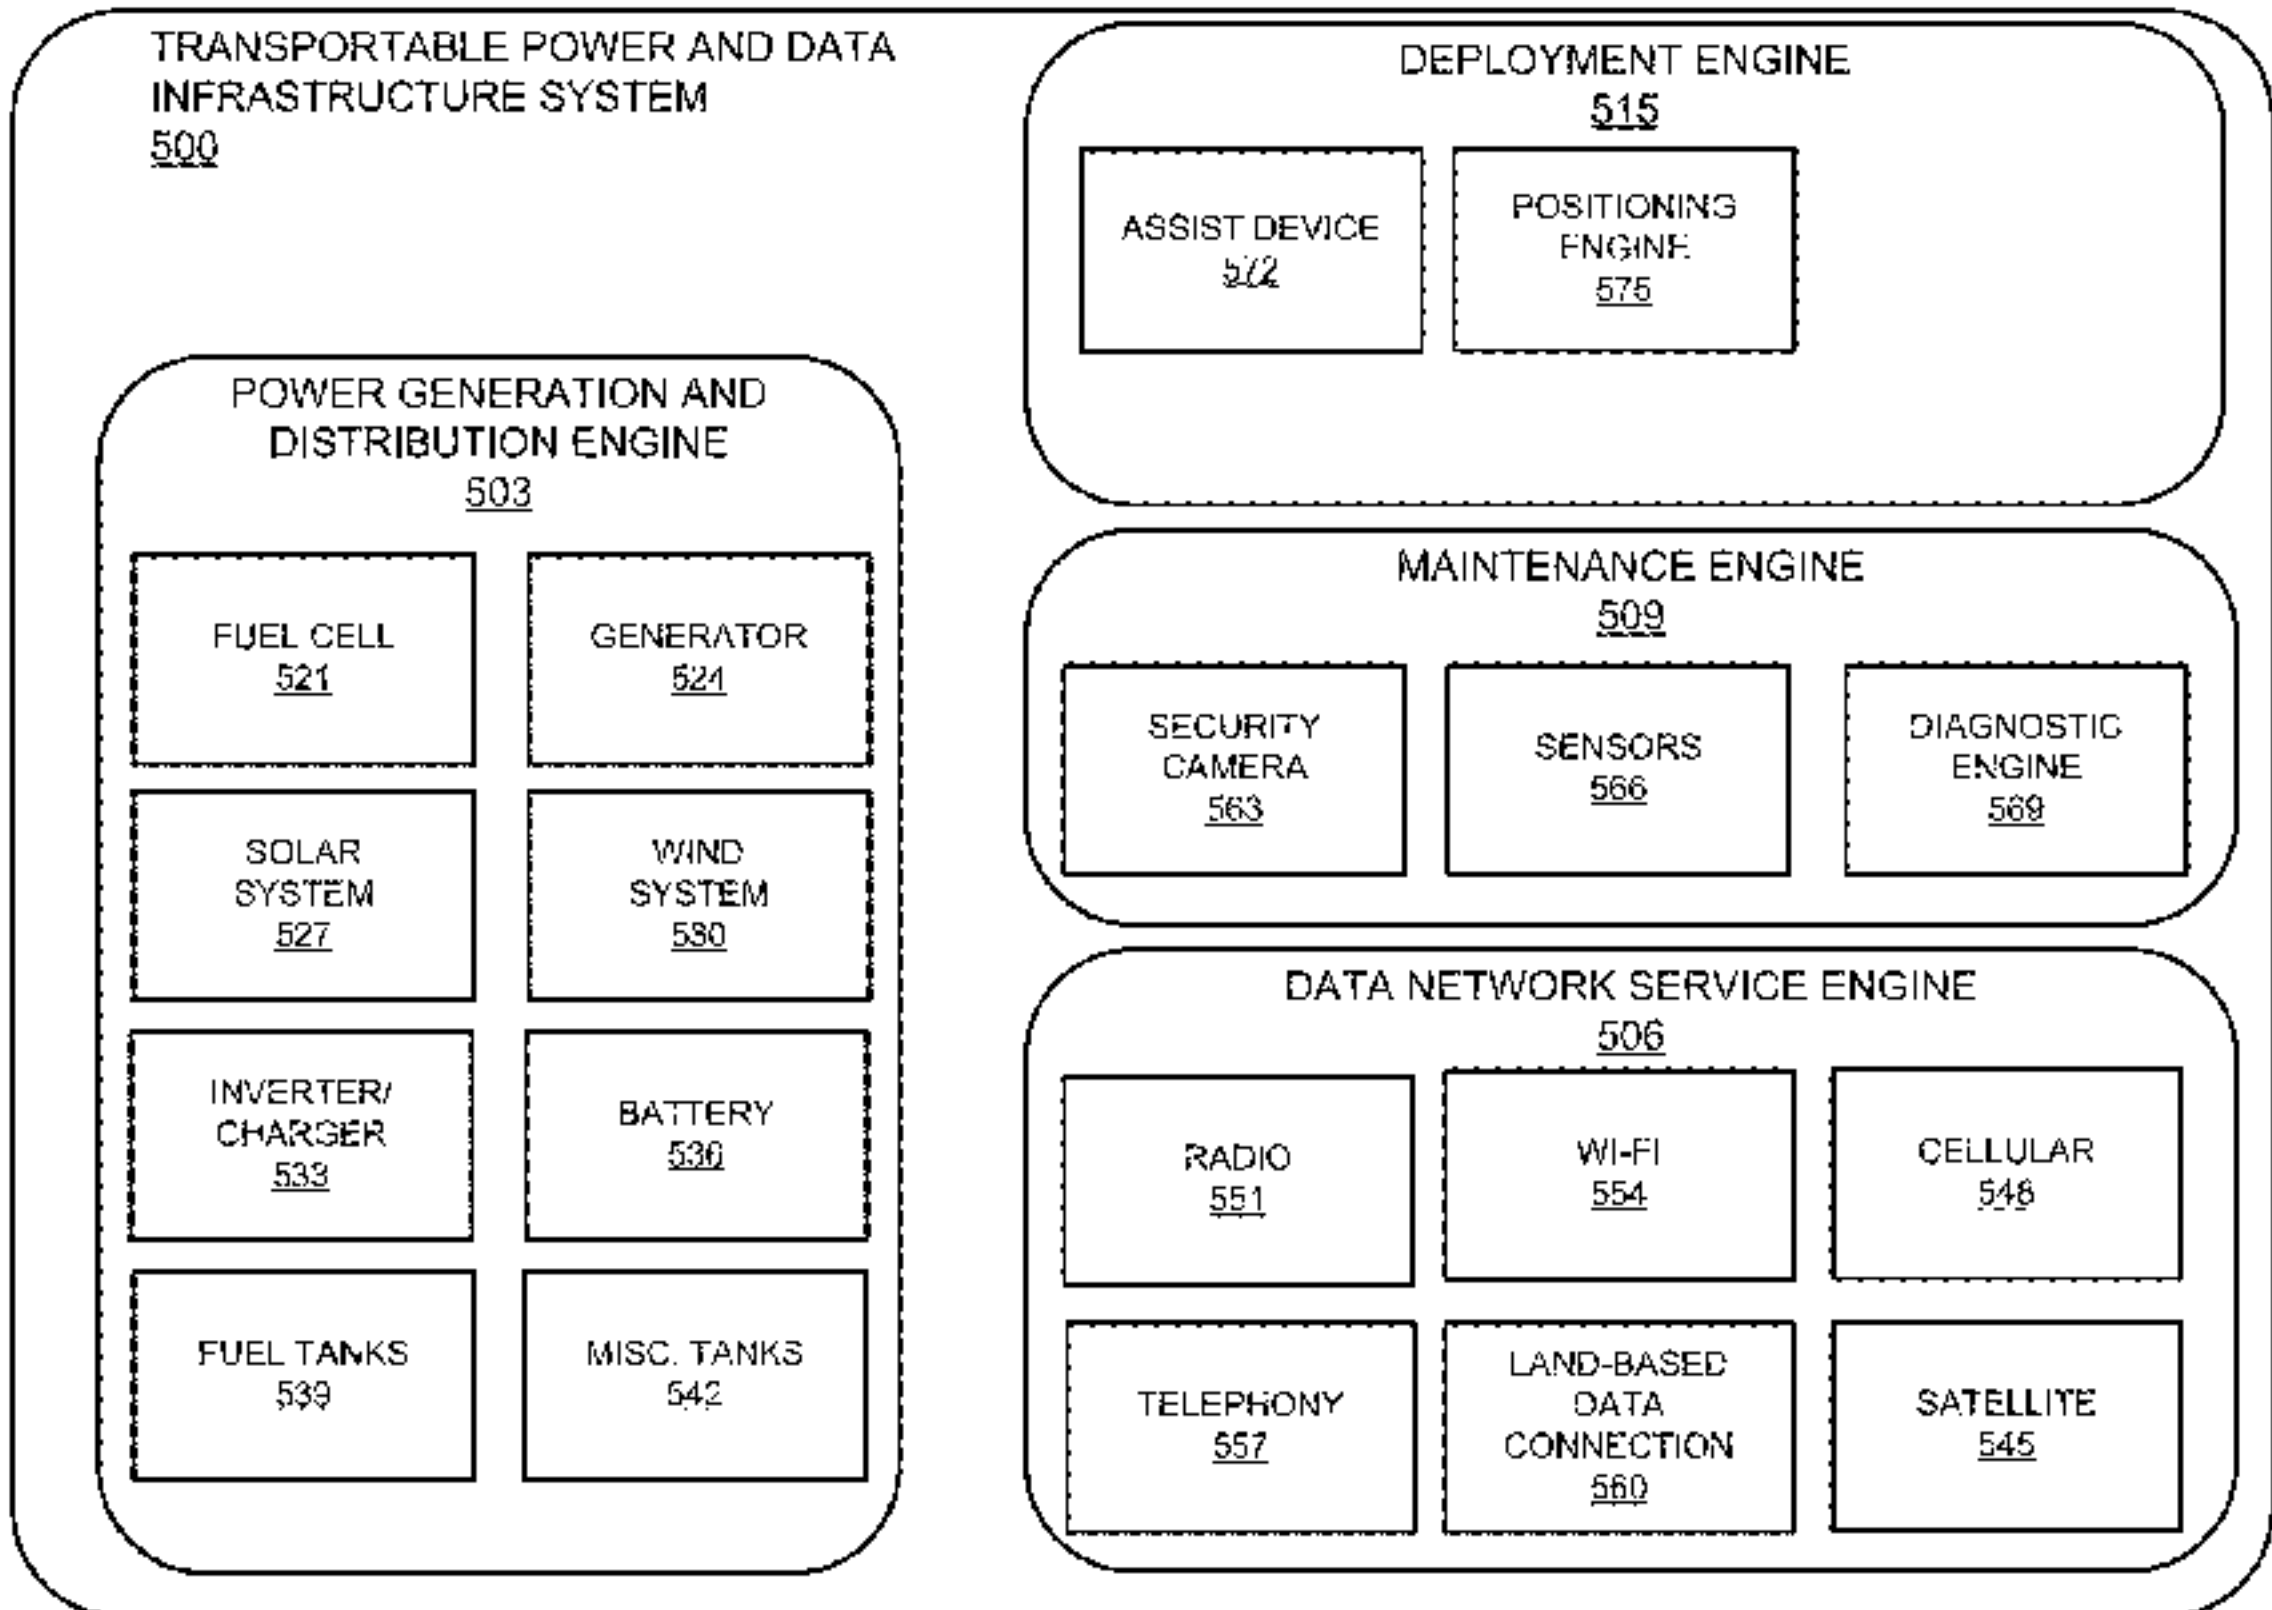 TRANSPORTABLE POWER AND DATA
INFRASTRUCTURE SYSTEM
500
POWER GENERATION AND
DISTRIBUTION ENGINE
503
FUEL CELL
521
GENERATOR
524
SOLAR
SYSTEM
527
WIND
SYSTEM
530
INVERTER/
CHARGER
533
BATTERY
536
FUEL TANKS
539
MISC. TANKS
542
DEPLOYMENT ENGINE
515
ASSIST DEVICE
572
POSITIONING
ENGINE
575
MAINTENANCE ENGINE
509
SECURITY
CAMERA
563
SENSORS
566
DIAGNOSTIC
ENGINE
569
DATA NETWORK SERVICE ENGINE
506
RADIO
551
WI-FI
554
CELLULAR
548
TELEPHONY
557
LAND-BASED
DATA
CONNECTION
560
SATELLITE
545